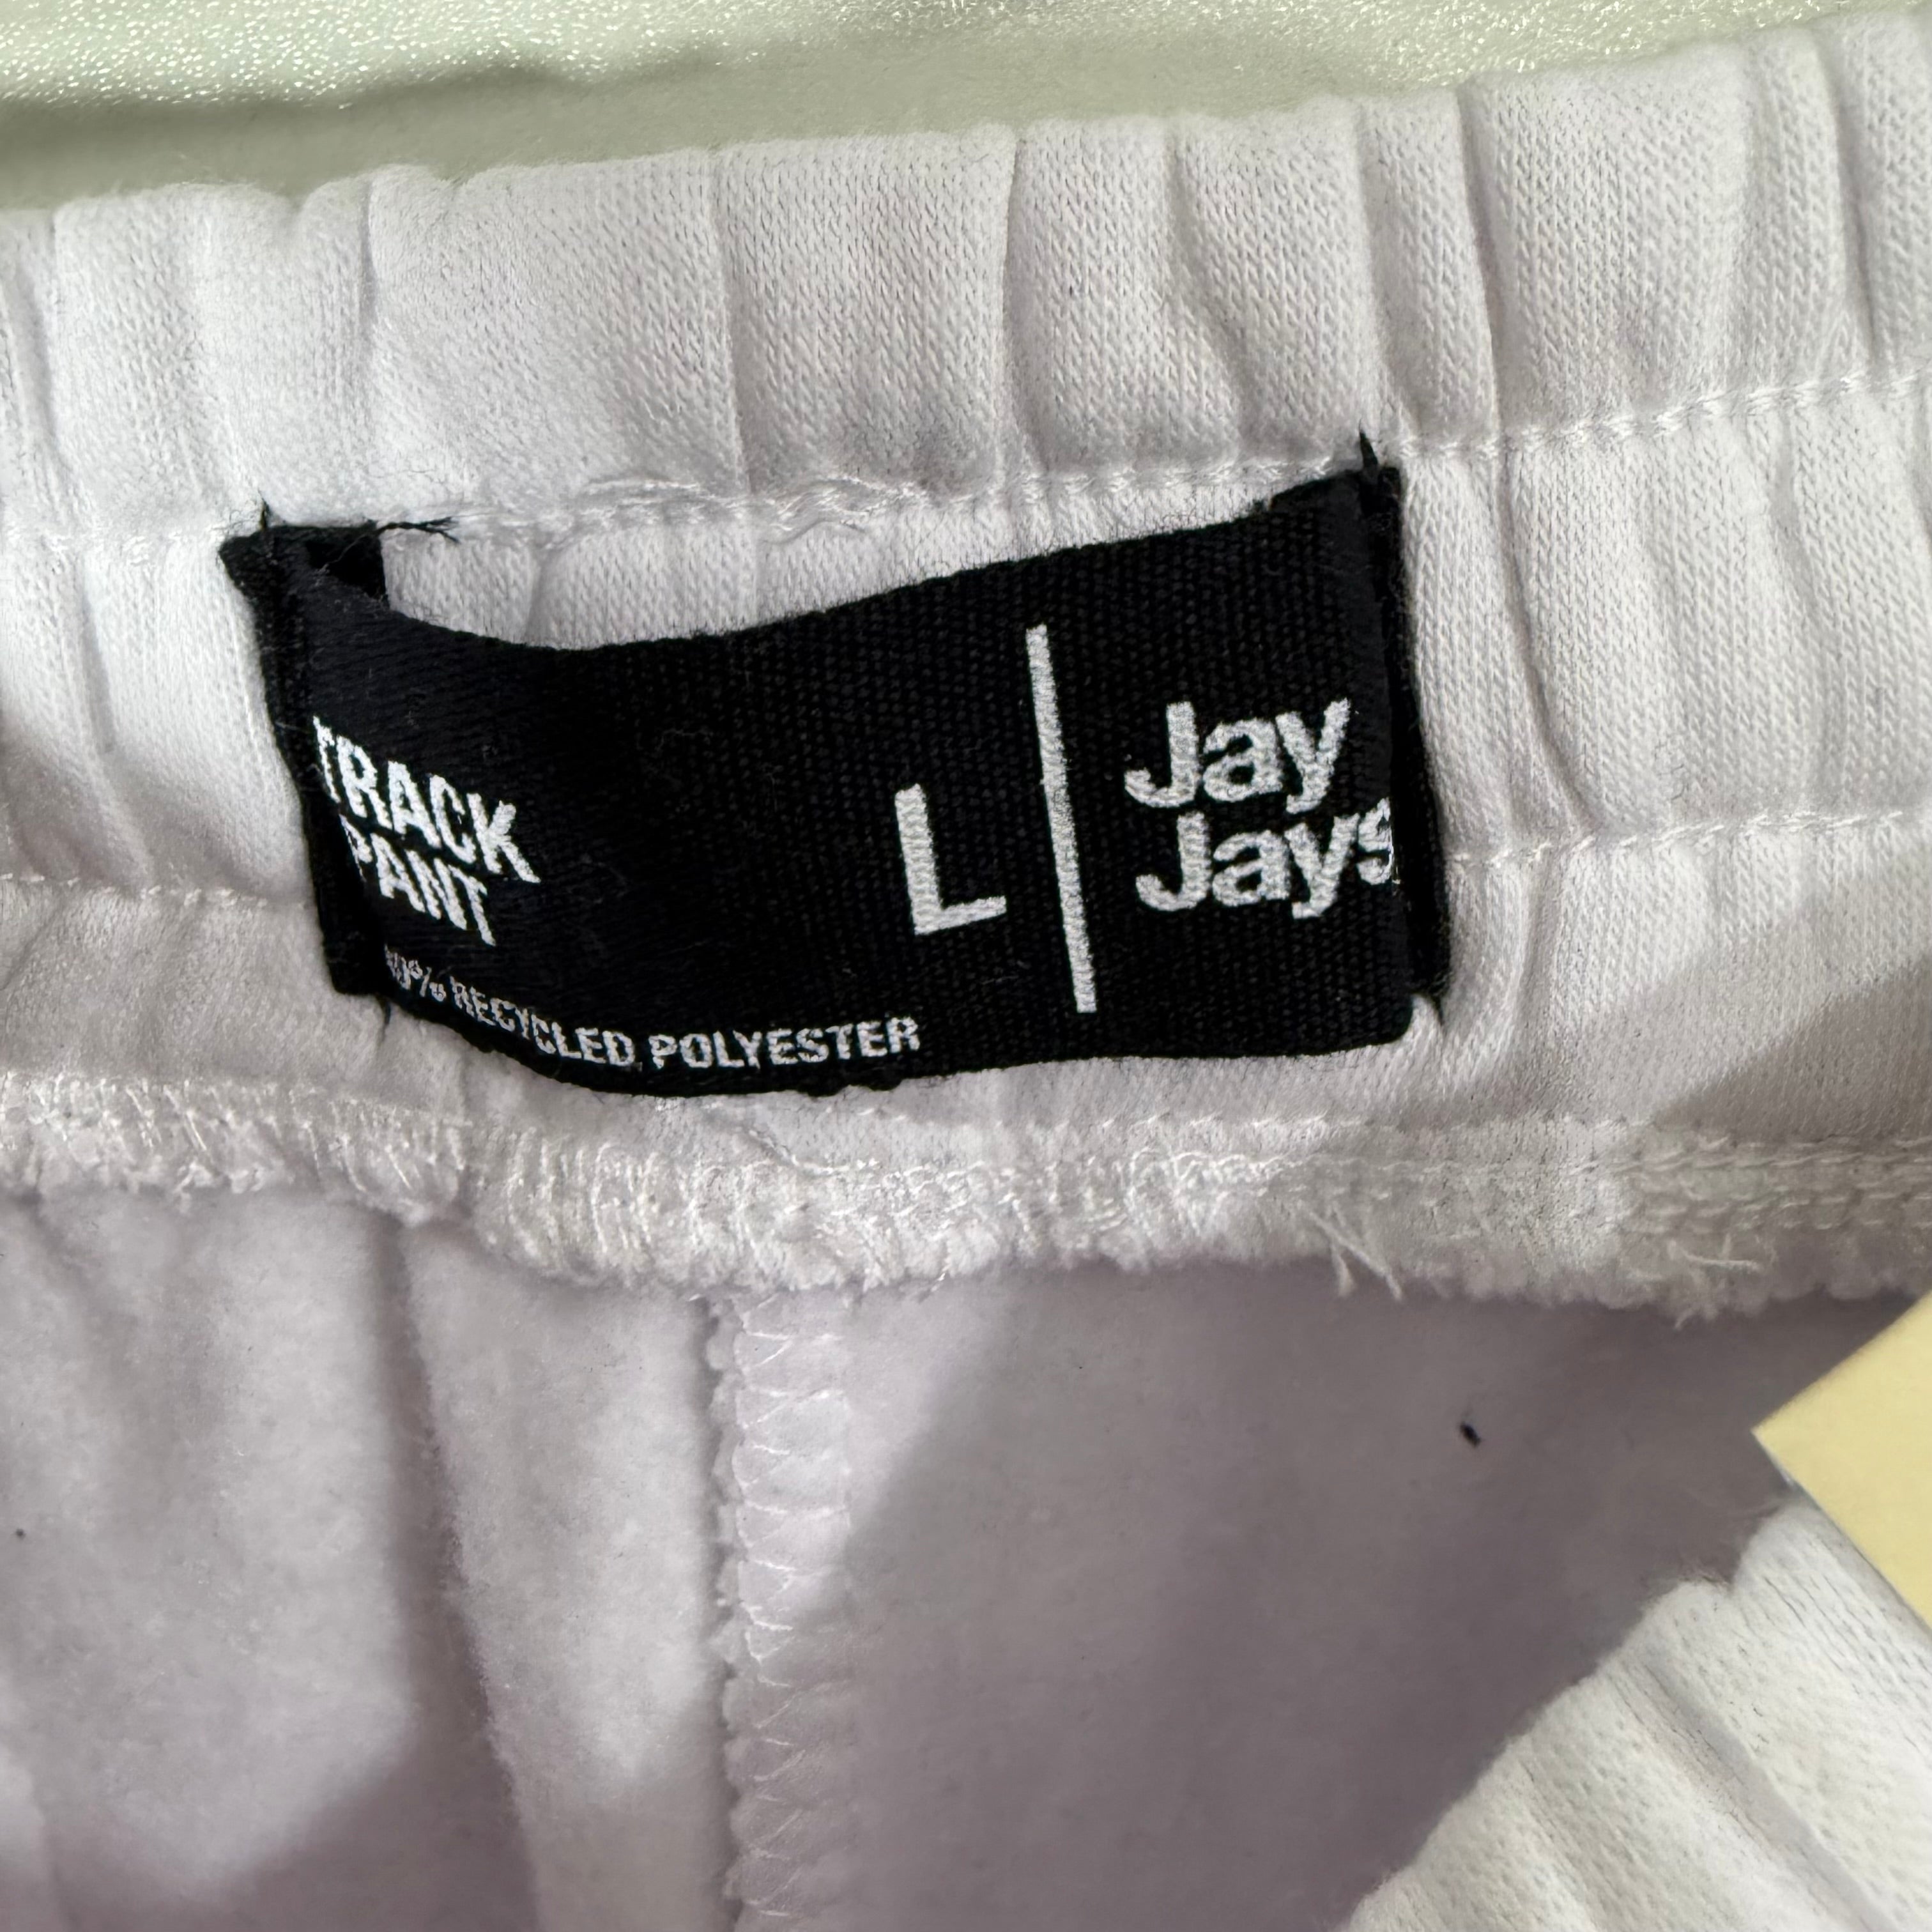 TRACK
PANT
L
Jay
Jays
RECYCLED POLYESTER